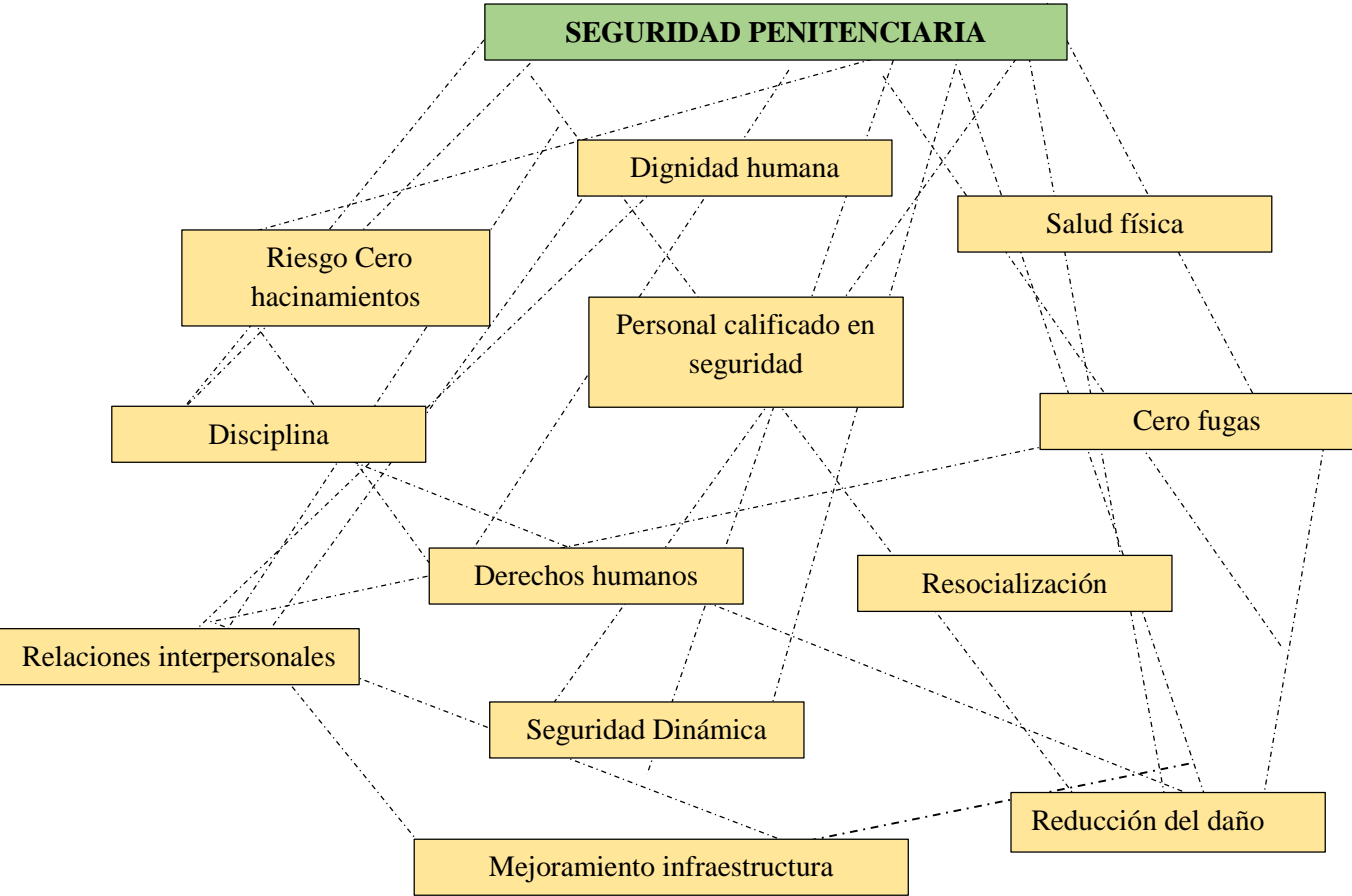 SEGURIDAD PENITENCIARIA
Dignidad humana
Salud física
Riesgo Cero
hacinamientos
Personal calificado en
seguridad
Disciplina
Cero fugas
Derechos humanos
Resocialización
Relaciones interpersonales
Seguridad Dinámica
Reducción del daño
Mejoramiento infraestructura